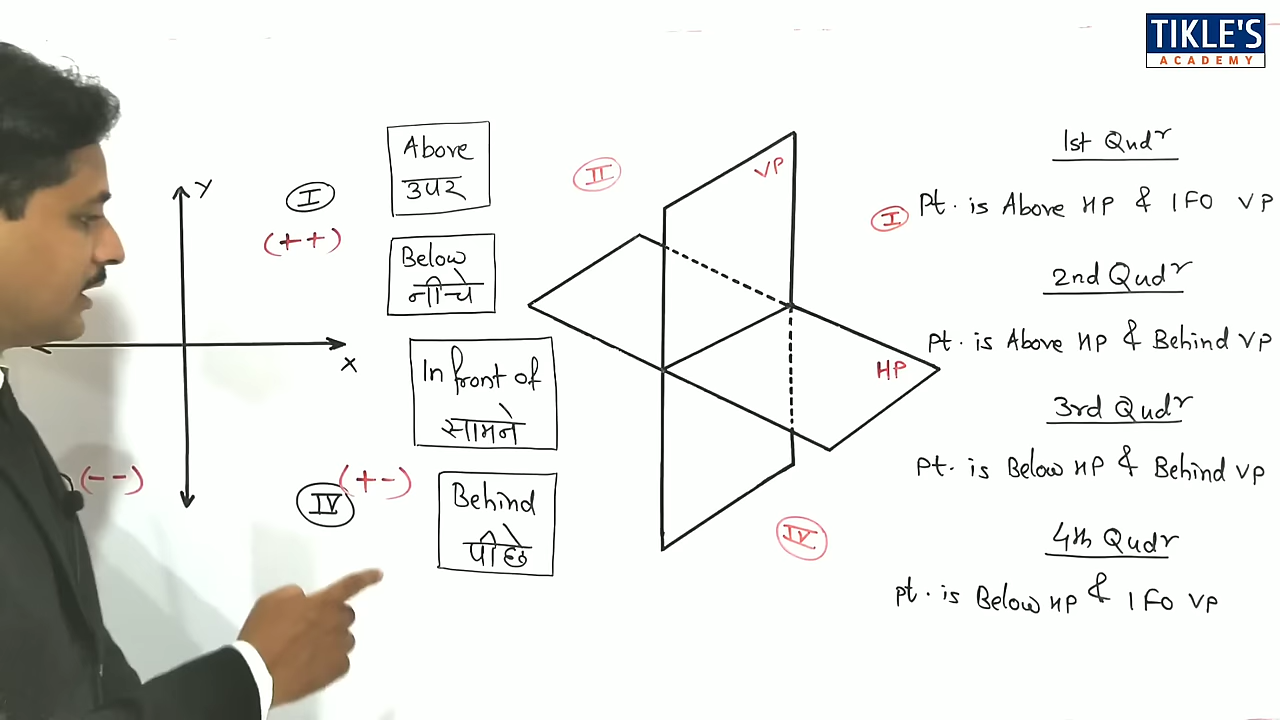 TIKLE'S
ACADEMY
Y
I
(++)
X
(--)
IV
(+-)
Above
उपर
Below
नीचे
In front of
सामने
Behind
पीछे
II
VP
I
HP
IV
1st Qudr
Pt. is Above HP & IFO VP
2nd Qudr
Pt. is Above HP & Behind VP
3rd Qudr
Pt. is Below HP & Behind VP
4th Qudr
pt. is Below HP & IFO VP